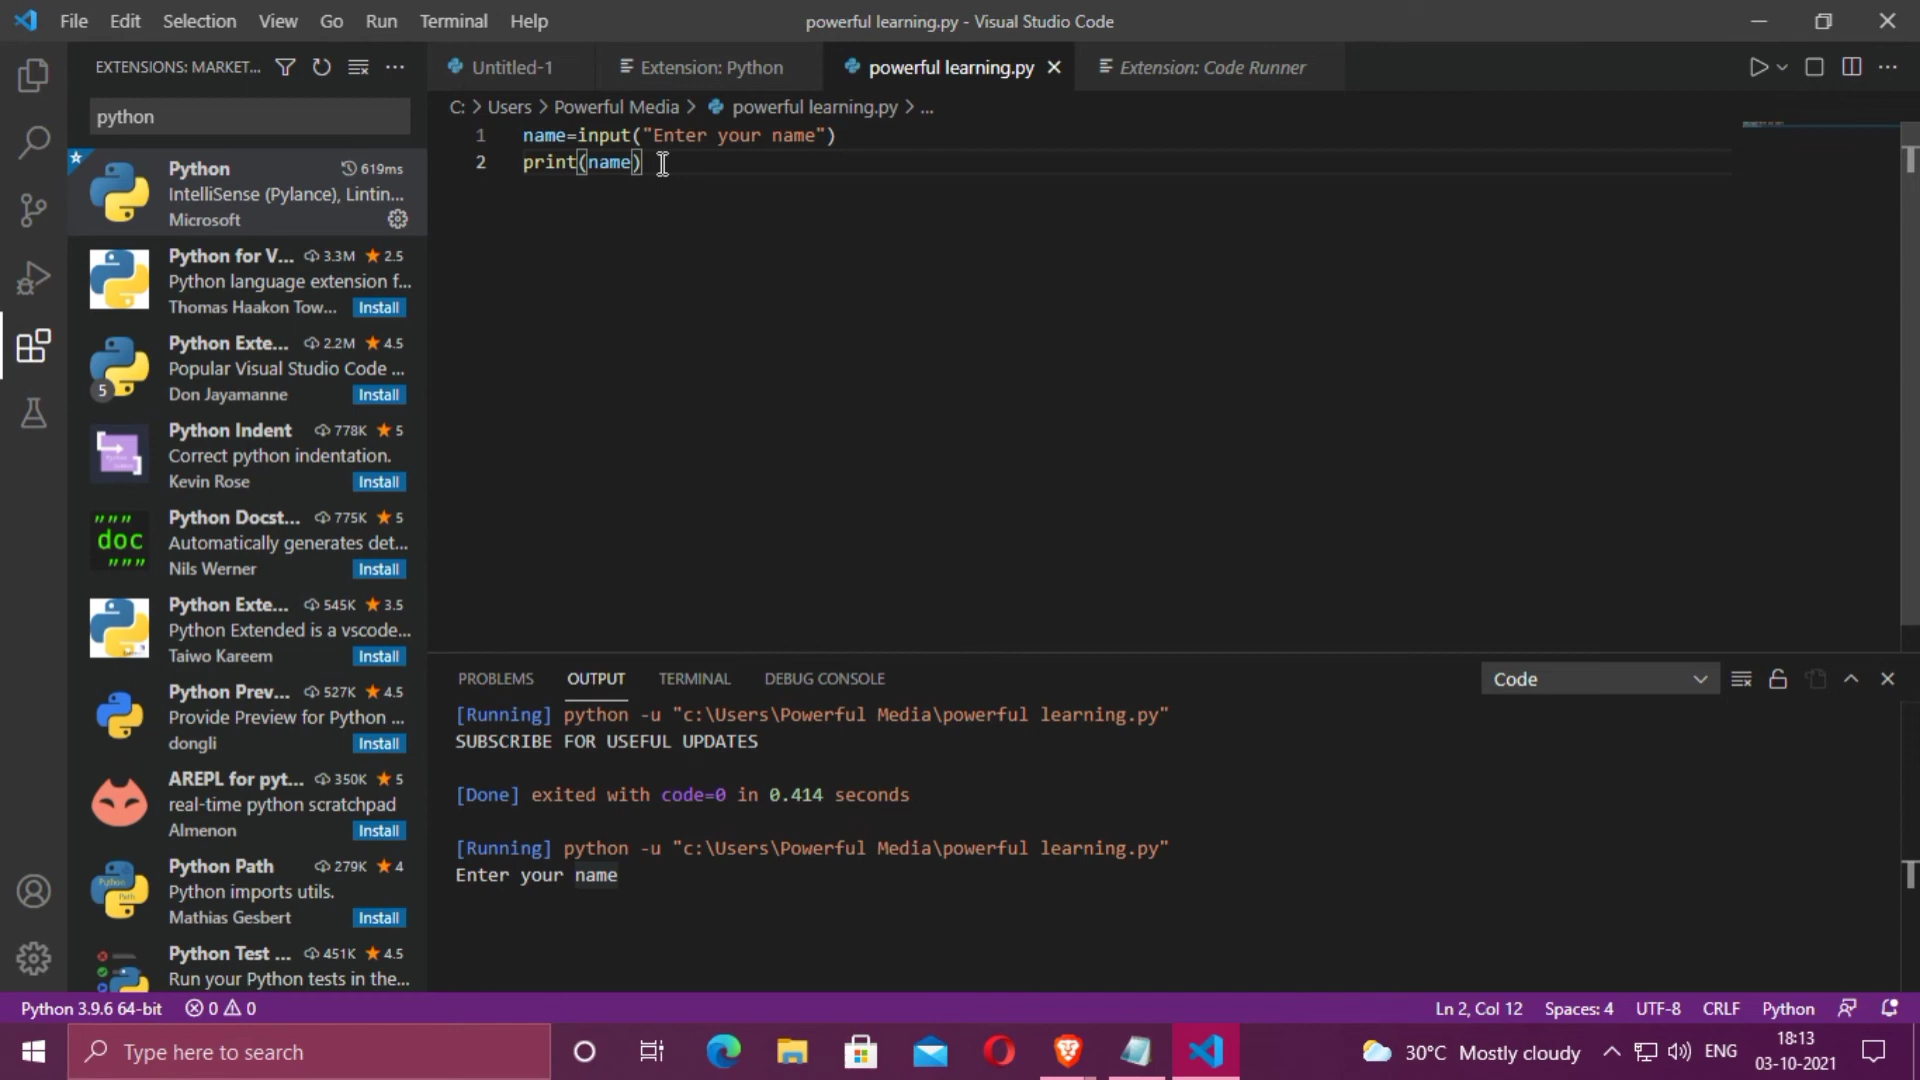 File Edit Selection View Go Run Terminal Help
powerful learning.py - Visual Studio Code
EXTENSIONS: MARKET...
python
Python 619ms
IntelliSense (Pylance), Lintin...
Microsoft
Python for V... 3.3M 2.5
Python language extension f...
Thomas Haakon Tow... Install
Python Exte... 2.2M 4.5
Popular Visual Studio Code ...
Don Jayamanne Install
5
Python Indent 778K 5
Correct python indentation.
Kevin Rose Install
Python Docst... 775K 5
Automatically generates det...
Nils Werner Install
"""
doc
"""
Python Exte... 545K 3.5
Python Extended is a vscode...
Taiwo Kareem Install
Python Prev... 527K 4.5
Provide Preview for Python ...
dongli Install
AREPL for pyt... 350K 5
real-time python scratchpad
Almenon Install
Python Path 279K 4
Python imports utils.
Mathias Gesbert Install
Python Test ... 451K 4.5
Run your Python tests in the...
Untitled-1 Extension: Python powerful learning.py Extension: Code Runner
C: > Users > Powerful Media > powerful learning.py > ...
1 name=input("Enter your name")
2 print(name)
PROBLEMS OUTPUT TERMINAL DEBUG CONSOLE
Code
[Running] python -u "c:\Users\Powerful Media\powerful learning.py"
SUBSCRIBE FOR USEFUL UPDATES
[Done] exited with code=0 in 0.414 seconds
[Running] python -u "c:\Users\Powerful Media\powerful learning.py"
Enter your name
Python 3.9.6 64-bit 0 0
Ln 2, Col 12 Spaces: 4 UTF-8 CRLF Python
Type here to search
30°C Mostly cloudy ENG
18:13
03-10-2021